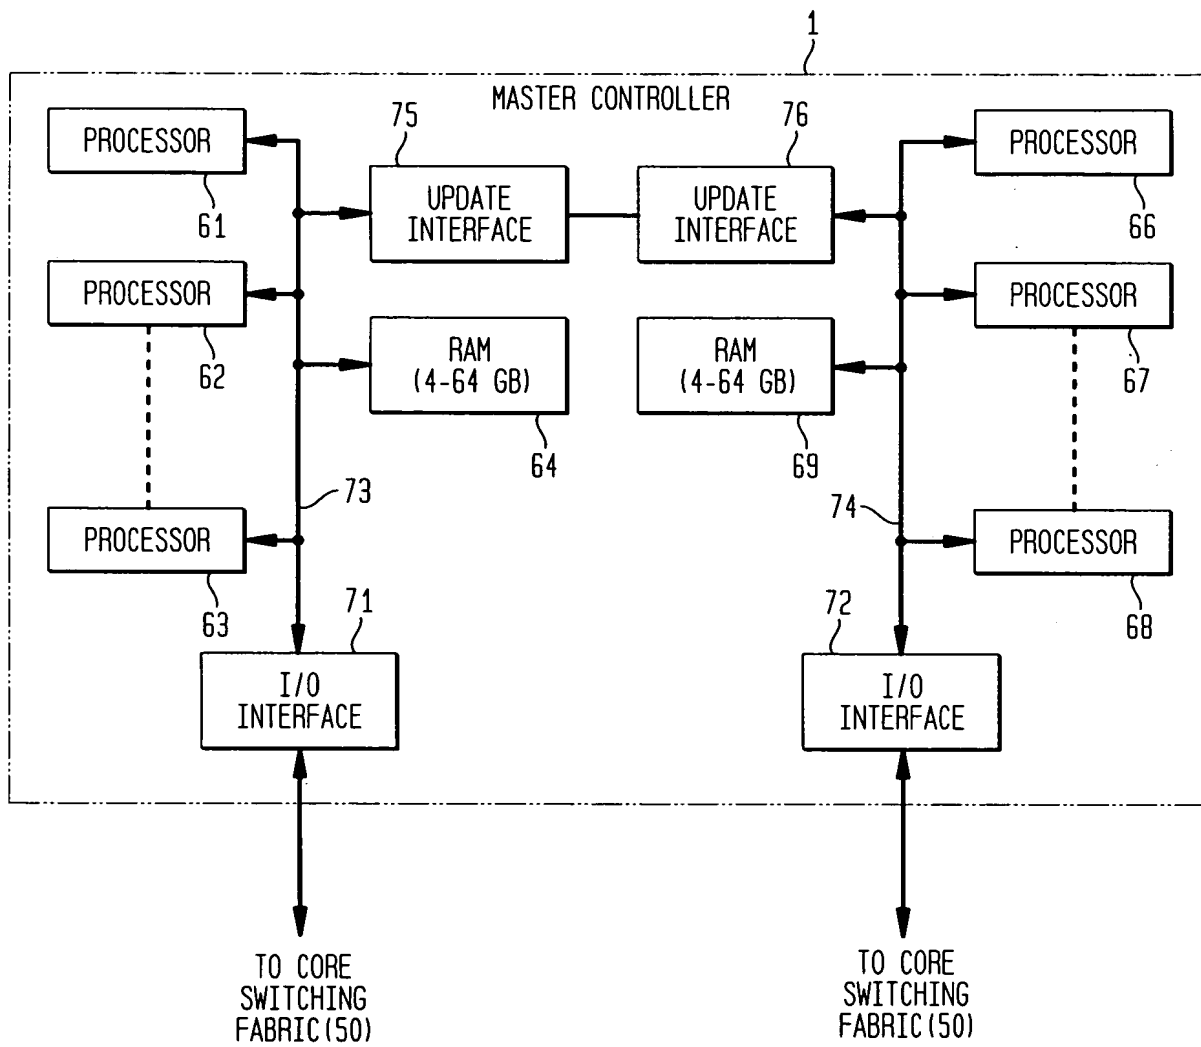 1
MASTER CONTROLLER
PROCESSOR
61
75
UPDATE
INTERFACE
76
UPDATE
INTERFACE
PROCESSOR
66
PROCESSOR
62
RAM
(4-64 GB)
64
RAM
(4-64 GB)
69
PROCESSOR
67
73
74
PROCESSOR
63
PROCESSOR
68
71
I/O
INTERFACE
72
I/O
INTERFACE
TO CORE
SWITCHING
FABRIC(50)
TO CORE
SWITCHING
FABRIC(50)